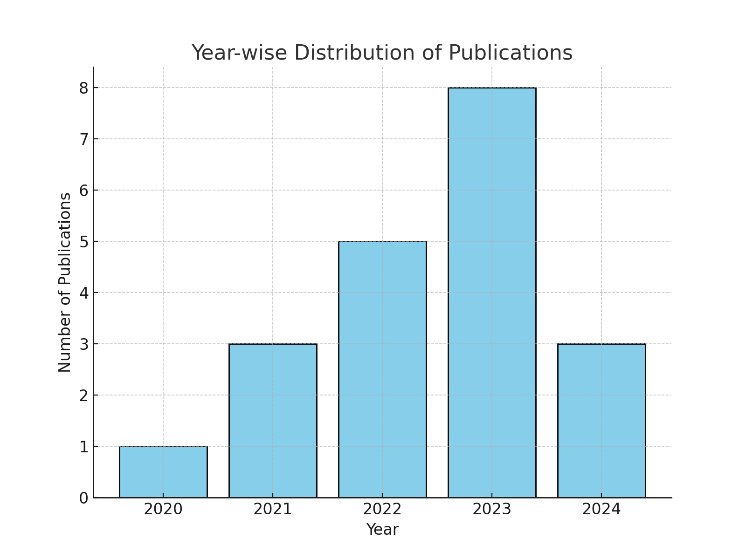 Year-wise Distribution of Publications
Number of Publications
8
7
6
5
4
3
2
1
0
2020 2021 2022 2023 2024
Year